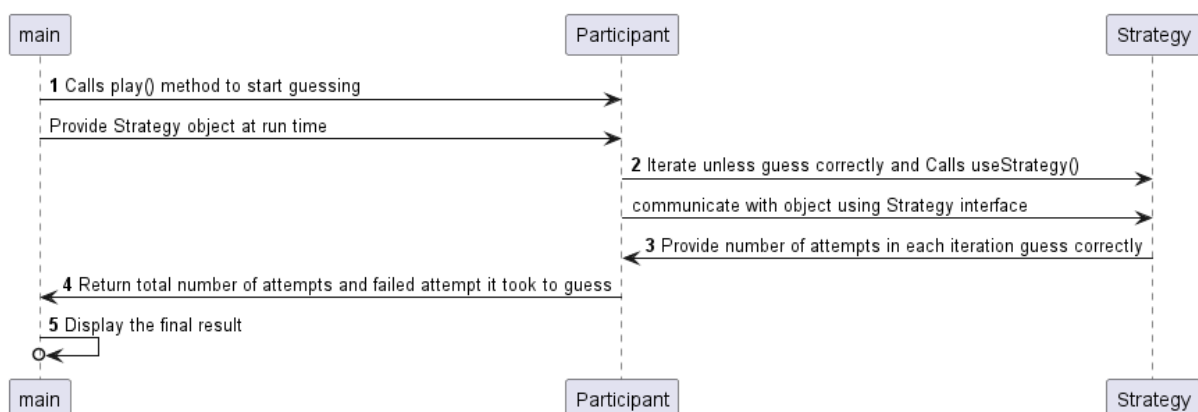 main Participant Strategy
1 Calls play() method to start guessing
Provide Strategy object at run time
2 Iterate unless guess correctly and Calls useStrategy()
communicate with object using Strategy interface
3 Provide number of attempts in each iteration guess correctly
4 Return total number of attempts and failed attempt it took to guess
5 Display the final result
main Participant Strategy